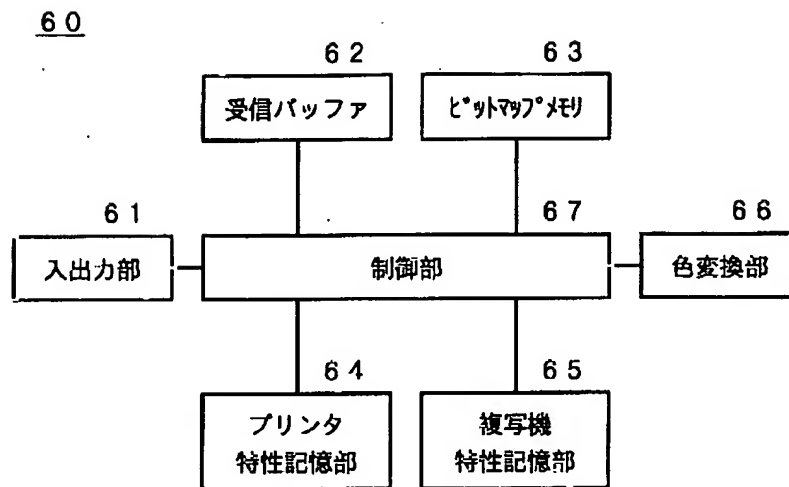 ６０
６２
６３
受信バッファ
ﾋﾞｯﾄﾏｯﾌﾟメモリ
６１
６７
６６
入出力部
制御部
色変換部
６４
６５
プリンタ
特性記憶部
複写機
特性記憶部